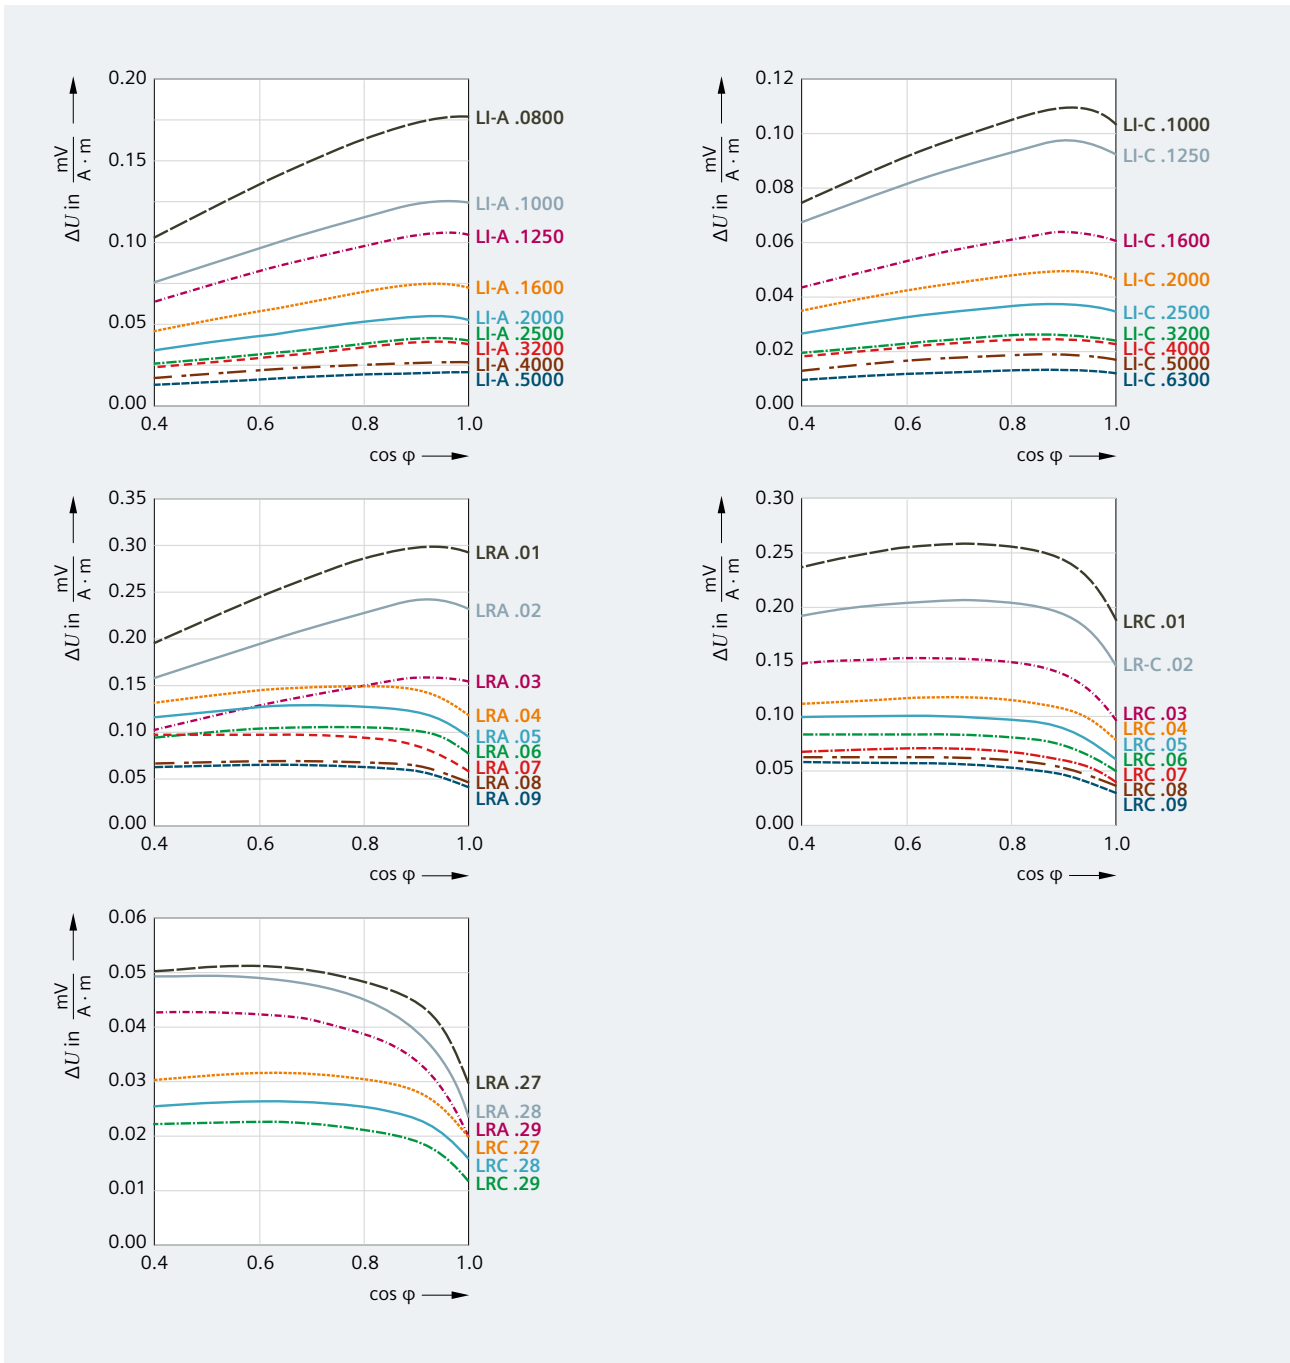 0.20
0.15
0.10
0.05
0.00
ΔU in mV
A · m
0.4 0.6 0.8 1.0
cos φ
LI-A .0800
LI-A .1000
LI-A .1250
LI-A .1600
LI-A .2000
LI-A .2500
LI-A .3200
LI-A .4000
LI-A .5000
0.12
0.10
0.08
0.06
0.04
0.02
0.00
ΔU in mV
A · m
0.4 0.6 0.8 1.0
cos φ
LI-C .1000
LI-C .1250
LI-C .1600
LI-C .2000
LI-C .2500
LI-C .3200
LI-C .4000
LI-C .5000
LI-C .6300
0.35
0.30
0.25
0.20
0.15
0.10
0.05
0.00
ΔU in mV
A · m
0.4 0.6 0.8 1.0
cos φ
LRA .01
LRA .02
LRA .03
LRA .04
LRA .05
LRA .06
LRA .07
LRA .08
LRA .09
0.30
0.25
0.20
0.15
0.10
0.05
0.00
ΔU in mV
A · m
0.4 0.6 0.8 1.0
cos φ
LRC .01
LR-C .02
LRC .03
LRC .04
LRC .05
LRC .06
LRC .07
LRC .08
LRC .09
0.06
0.05
0.04
0.03
0.02
0.01
0.00
ΔU in mV
A · m
0.4 0.6 0.8 1.0
cos φ
LRA .27
LRA .28
LRA .29
LRC .27
LRC .28
LRC .29